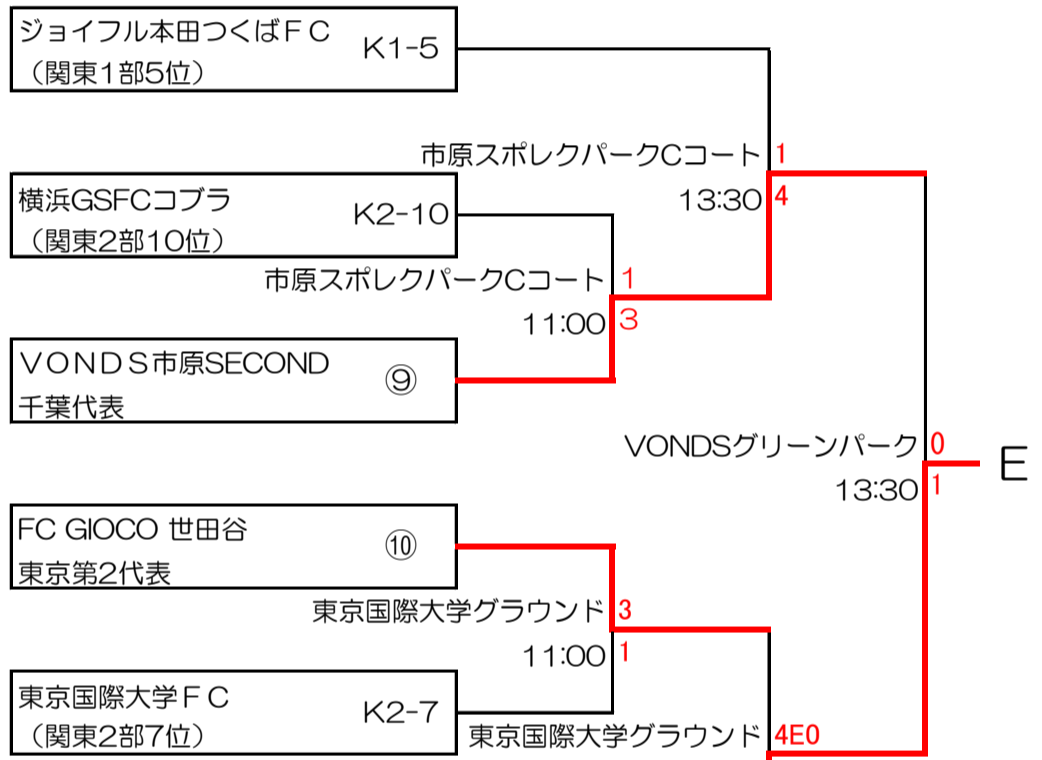 ジョイフル本田つくばＦＣ
（関東1部5位）
K1-5
市原スポレクパークCコート
1
13:30
4
横浜GSFCコブラ
（関東2部10位）
K2-10
市原スポレクパークCコート
1
11:00
3
ＶＯＮＤＳ市原SECOND
千葉代表
⑨
VONDSグリーンパーク
0
E
13:30
1
FC GIOCO 世田谷
東京第2代表
⑩
東京国際大学グラウンド
3
11:00
1
東京国際大学ＦＣ
（関東2部7位）
K2-7
東京国際大学グラウンド
4E0